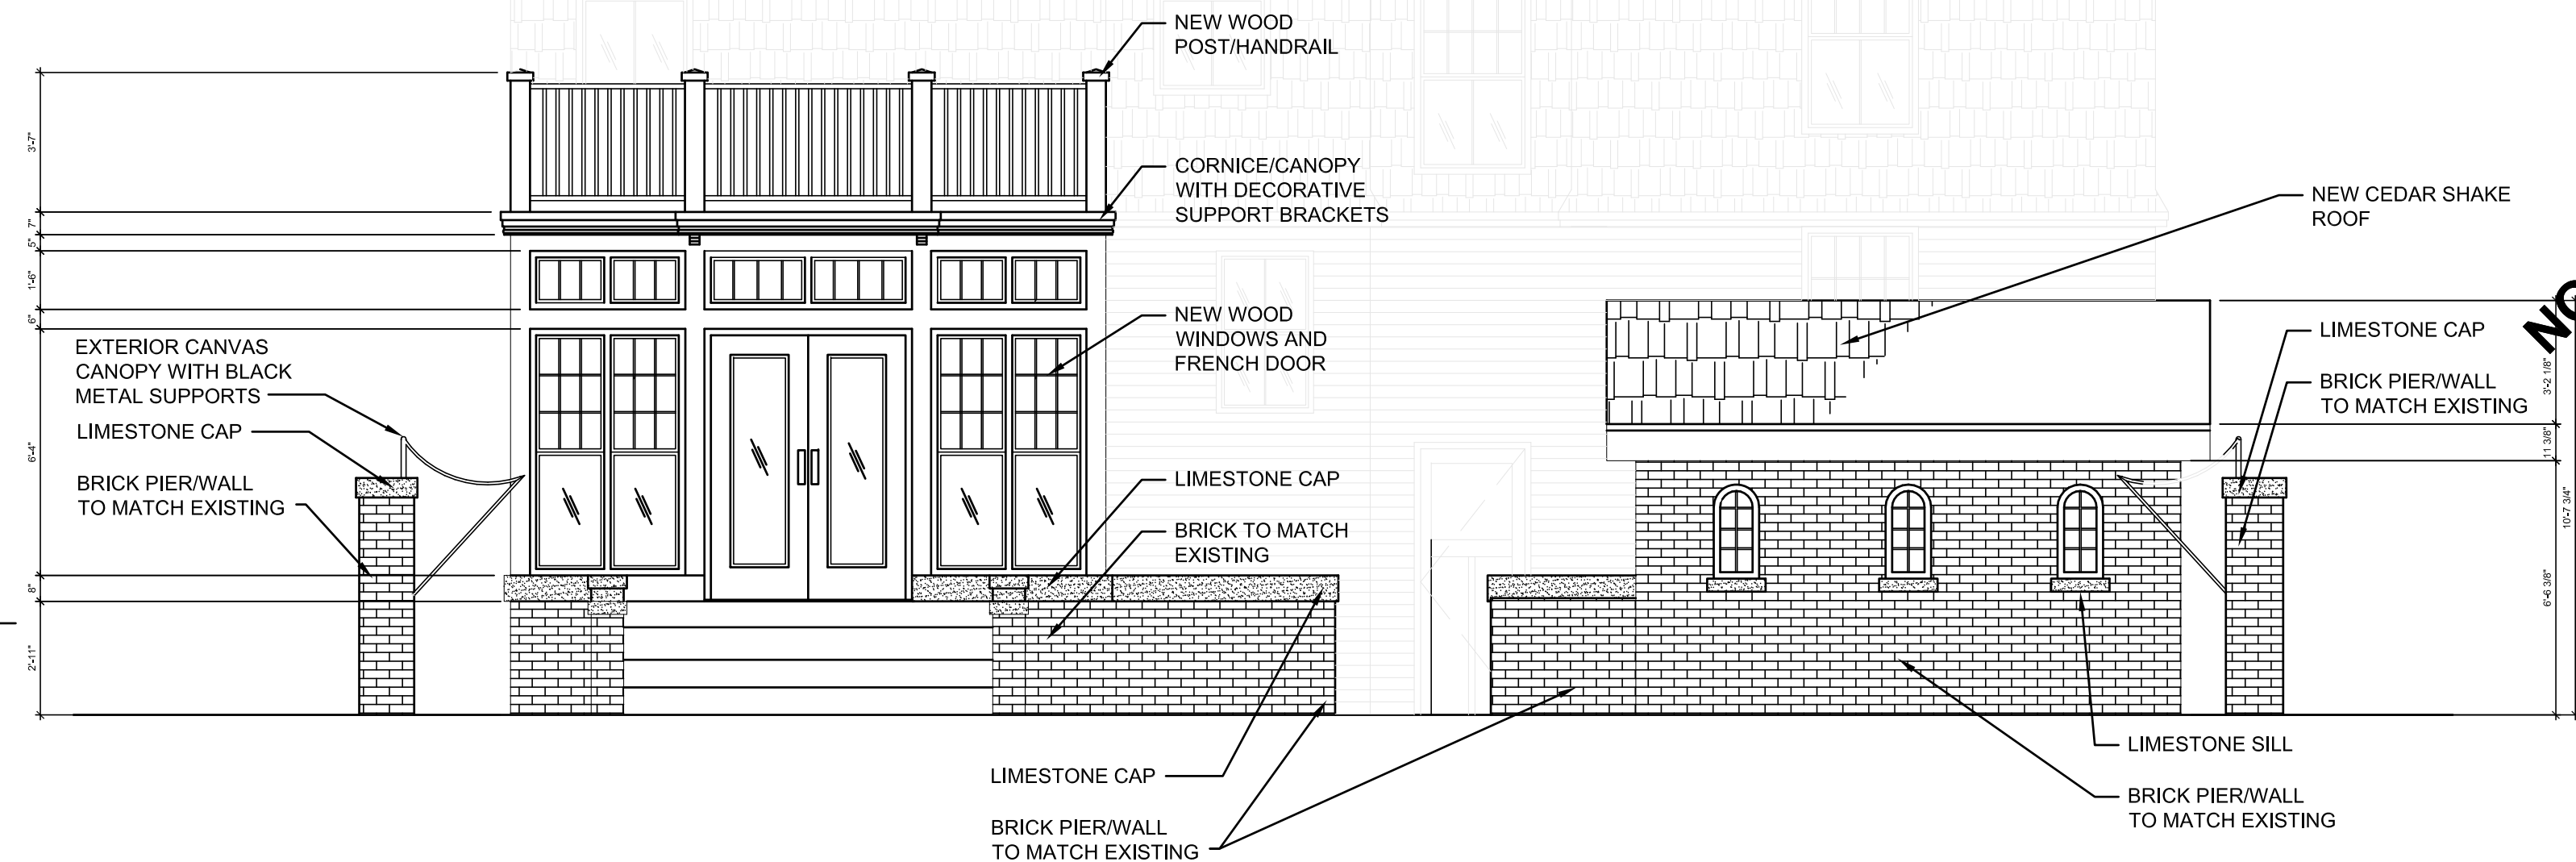 NEW WOOD
POST/HANDRAIL
CORNICE/CANOPY
WITH DECORATIVE
SUPPORT BRACKETS
NEW WOOD
WINDOWS AND
FRENCH DOOR
LIMESTONE CAP
BRICK TO MATCH
EXISTING
EXTERIOR CANVAS
CANOPY WITH BLACK
METAL SUPPORTS
LIMESTONE CAP
BRICK PIER/WALL
TO MATCH EXISTING
3'-7"
7"
5"
1'-6"
6"
6'-4"
8"
2'-11"
LIMESTONE CAP
BRICK PIER/WALL
TO MATCH EXISTING
NEW CEDAR SHAKE
ROOF
LIMESTONE CAP
BRICK PIER/WALL
TO MATCH EXISTING
LIMESTONE SILL
BRICK PIER/WALL
TO MATCH EXISTING
3'-2 1/8"
11 3/8"
6'-6 3/8"
10'-7 3/4"
NO